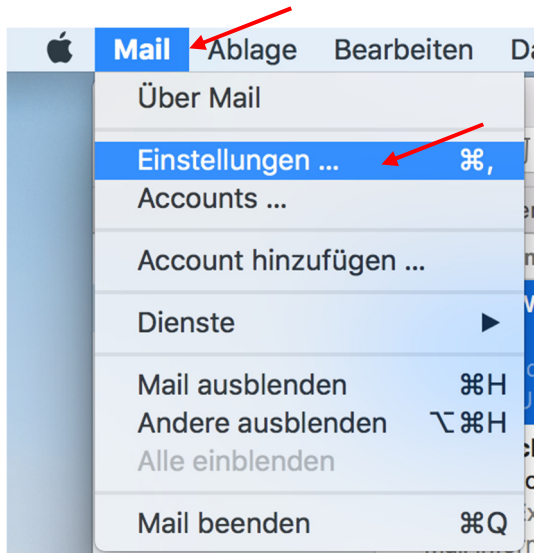 Mail Ablage Bearbeiten
Über Mail
Einstellungen ... ⌘,
Accounts ...
Account hinzufügen ...
Dienste ▶
Mail ausblenden ⌘H
Andere ausblenden ⌥⌘H
Alle einblenden
Mail beenden ⌘Q